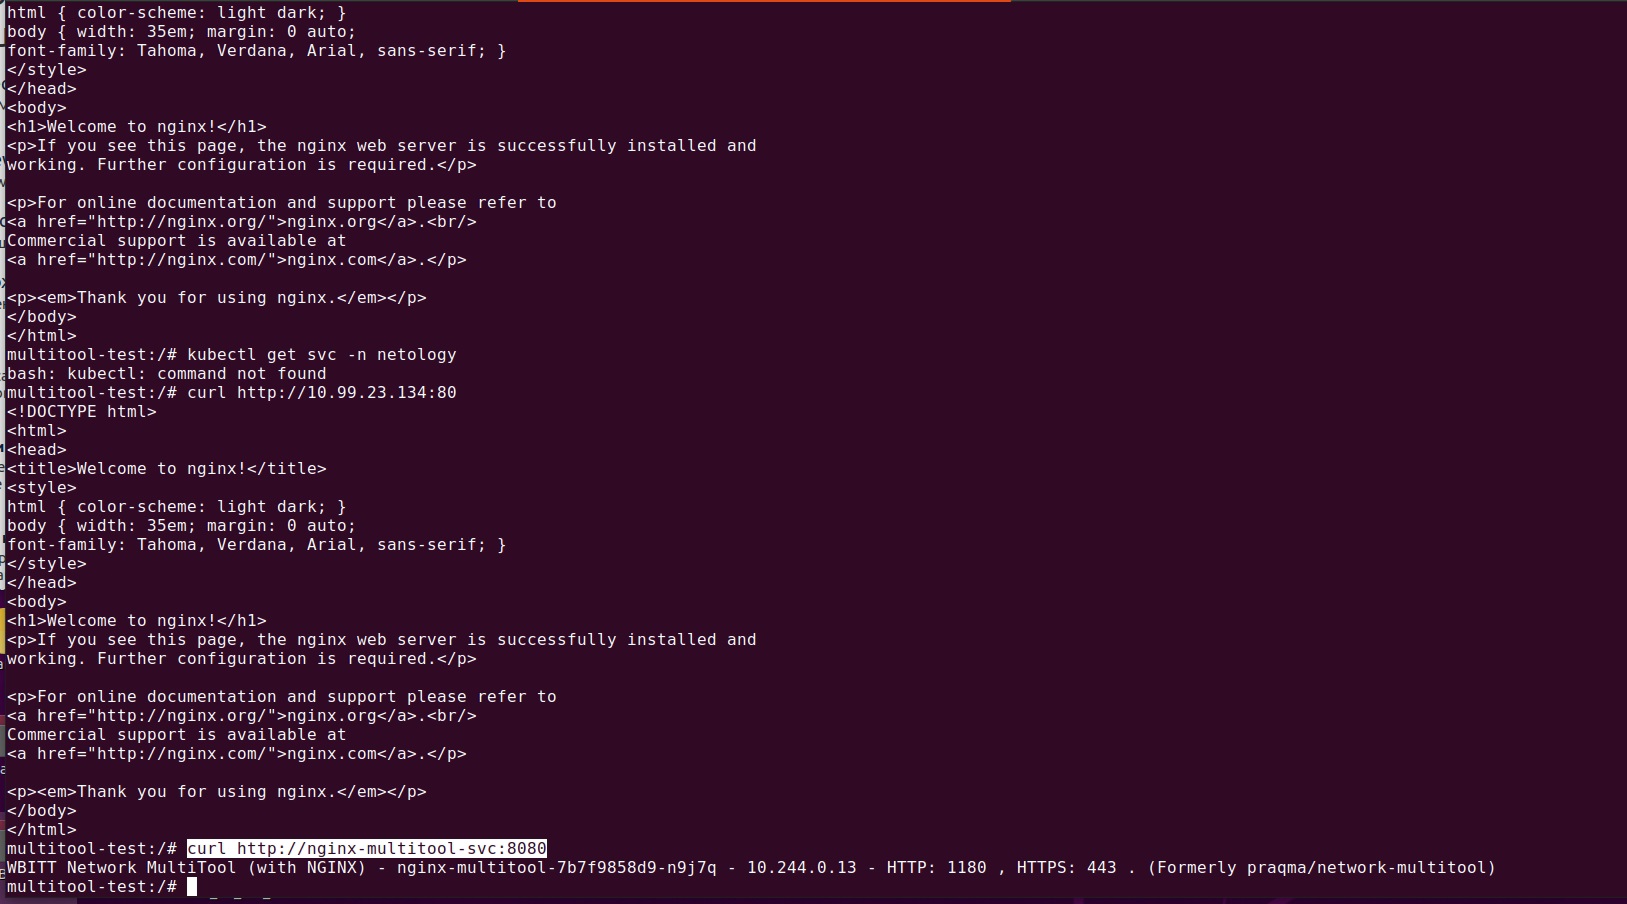 html { color-scheme: light dark; }
body { width: 35em; margin: 0 auto;
font-family: Tahoma, Verdana, Arial, sans-serif; }
</style>
</head>
<body>
<h1>Welcome to nginx!</h1>
<p>If you see this page, the nginx web server is successfully installed and
working. Further configuration is required.</p>

<p>For online documentation and support please refer to
<a href="http://nginx.org/">nginx.org</a>.<br/>
Commercial support is available at
<a href="http://nginx.com/">nginx.com</a>.</p>

<p><em>Thank you for using nginx.</em></p>
</body>
</html>
multitool-test:/# kubectl get svc -n netology
bash: kubectl: command not found
multitool-test:/# curl http://10.99.23.134:80
<!DOCTYPE html>
<html>
<head>
<title>Welcome to nginx!</title>
<style>
html { color-scheme: light dark; }
body { width: 35em; margin: 0 auto;
font-family: Tahoma, Verdana, Arial, sans-serif; }
</style>
</head>
<body>
<h1>Welcome to nginx!</h1>
<p>If you see this page, the nginx web server is successfully installed and
working. Further configuration is required.</p>

<p>For online documentation and support please refer to
<a href="http://nginx.org/">nginx.org</a>.<br/>
Commercial support is available at
<a href="http://nginx.com/">nginx.com</a>.</p>

<p><em>Thank you for using nginx.</em></p>
</body>
</html>
multitool-test:/# curl http://nginx-multitool-svc:8080
WBITT Network MultiTool (with NGINX) - nginx-multitool-7b7f9858d9-n9j7q - 10.244.0.13 - HTTP: 1180 , HTTPS: 443 . (Formerly praqma/network-multitool)
multitool-test:/#